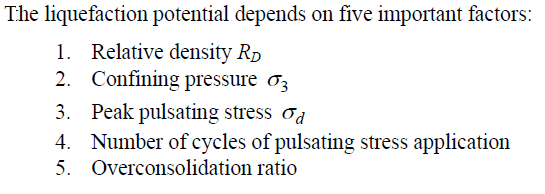 The liquefaction potential depends on five important factors:
1. Relative density R_D
2. Confining pressure σ_3
3. Peak pulsating stress σ_d
4. Number of cycles of pulsating stress application
5. Overconsolidation ratio